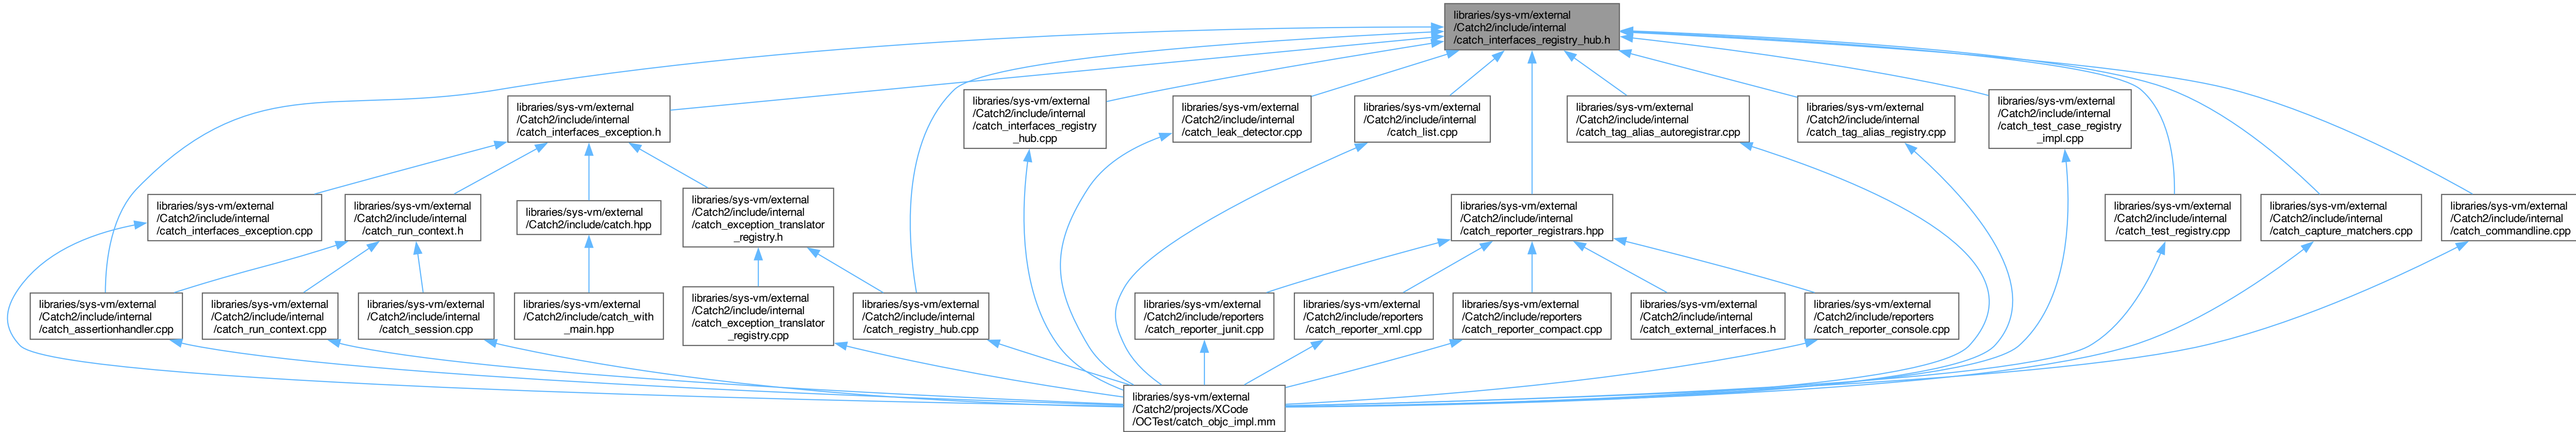 libraries/sys-vm/external
/Catch2/include/internal
/catch_interfaces_registry_hub.h
libraries/sys-vm/external
/Catch2/include/internal
/catch_interfaces_exception.h
libraries/sys-vm/external
/Catch2/include/internal
/catch_interfaces_registry
_hub.cpp
libraries/sys-vm/external
/Catch2/include/internal
/catch_leak_detector.cpp
libraries/sys-vm/external
/Catch2/include/internal
/catch_list.cpp
libraries/sys-vm/external
/Catch2/include/internal
/catch_tag_alias_autoregistrar.cpp
libraries/sys-vm/external
/Catch2/include/internal
/catch_tag_alias_registry.cpp
libraries/sys-vm/external
/Catch2/include/internal
/catch_test_case_registry
_impl.cpp
libraries/sys-vm/external
/Catch2/include/internal
/catch_interfaces_exception.cpp
libraries/sys-vm/external
/Catch2/include/internal
/catch_run_context.h
libraries/sys-vm/external
/Catch2/include/catch.hpp
libraries/sys-vm/external
/Catch2/include/internal
/catch_exception_translator
_registry.h
libraries/sys-vm/external
/Catch2/include/internal
/catch_reporter_registrars.hpp
libraries/sys-vm/external
/Catch2/include/internal
/catch_test_registry.cpp
libraries/sys-vm/external
/Catch2/include/internal
/catch_capture_matchers.cpp
libraries/sys-vm/external
/Catch2/include/internal
/catch_commandline.cpp
libraries/sys-vm/external
/Catch2/include/internal
/catch_assertionhandler.cpp
libraries/sys-vm/external
/Catch2/include/internal
/catch_run_context.cpp
libraries/sys-vm/external
/Catch2/include/internal
/catch_session.cpp
libraries/sys-vm/external
/Catch2/include/catch_with
_main.hpp
libraries/sys-vm/external
/Catch2/include/internal
/catch_exception_translator
_registry.cpp
libraries/sys-vm/external
/Catch2/include/internal
/catch_registry_hub.cpp
libraries/sys-vm/external
/Catch2/include/reporters
/catch_reporter_junit.cpp
libraries/sys-vm/external
/Catch2/include/reporters
/catch_reporter_xml.cpp
libraries/sys-vm/external
/Catch2/include/reporters
/catch_reporter_compact.cpp
libraries/sys-vm/external
/Catch2/include/internal
/catch_external_interfaces.h
libraries/sys-vm/external
/Catch2/include/reporters
/catch_reporter_console.cpp
libraries/sys-vm/external
/Catch2/projects/XCode
/OCTest/catch_objc_impl.mm